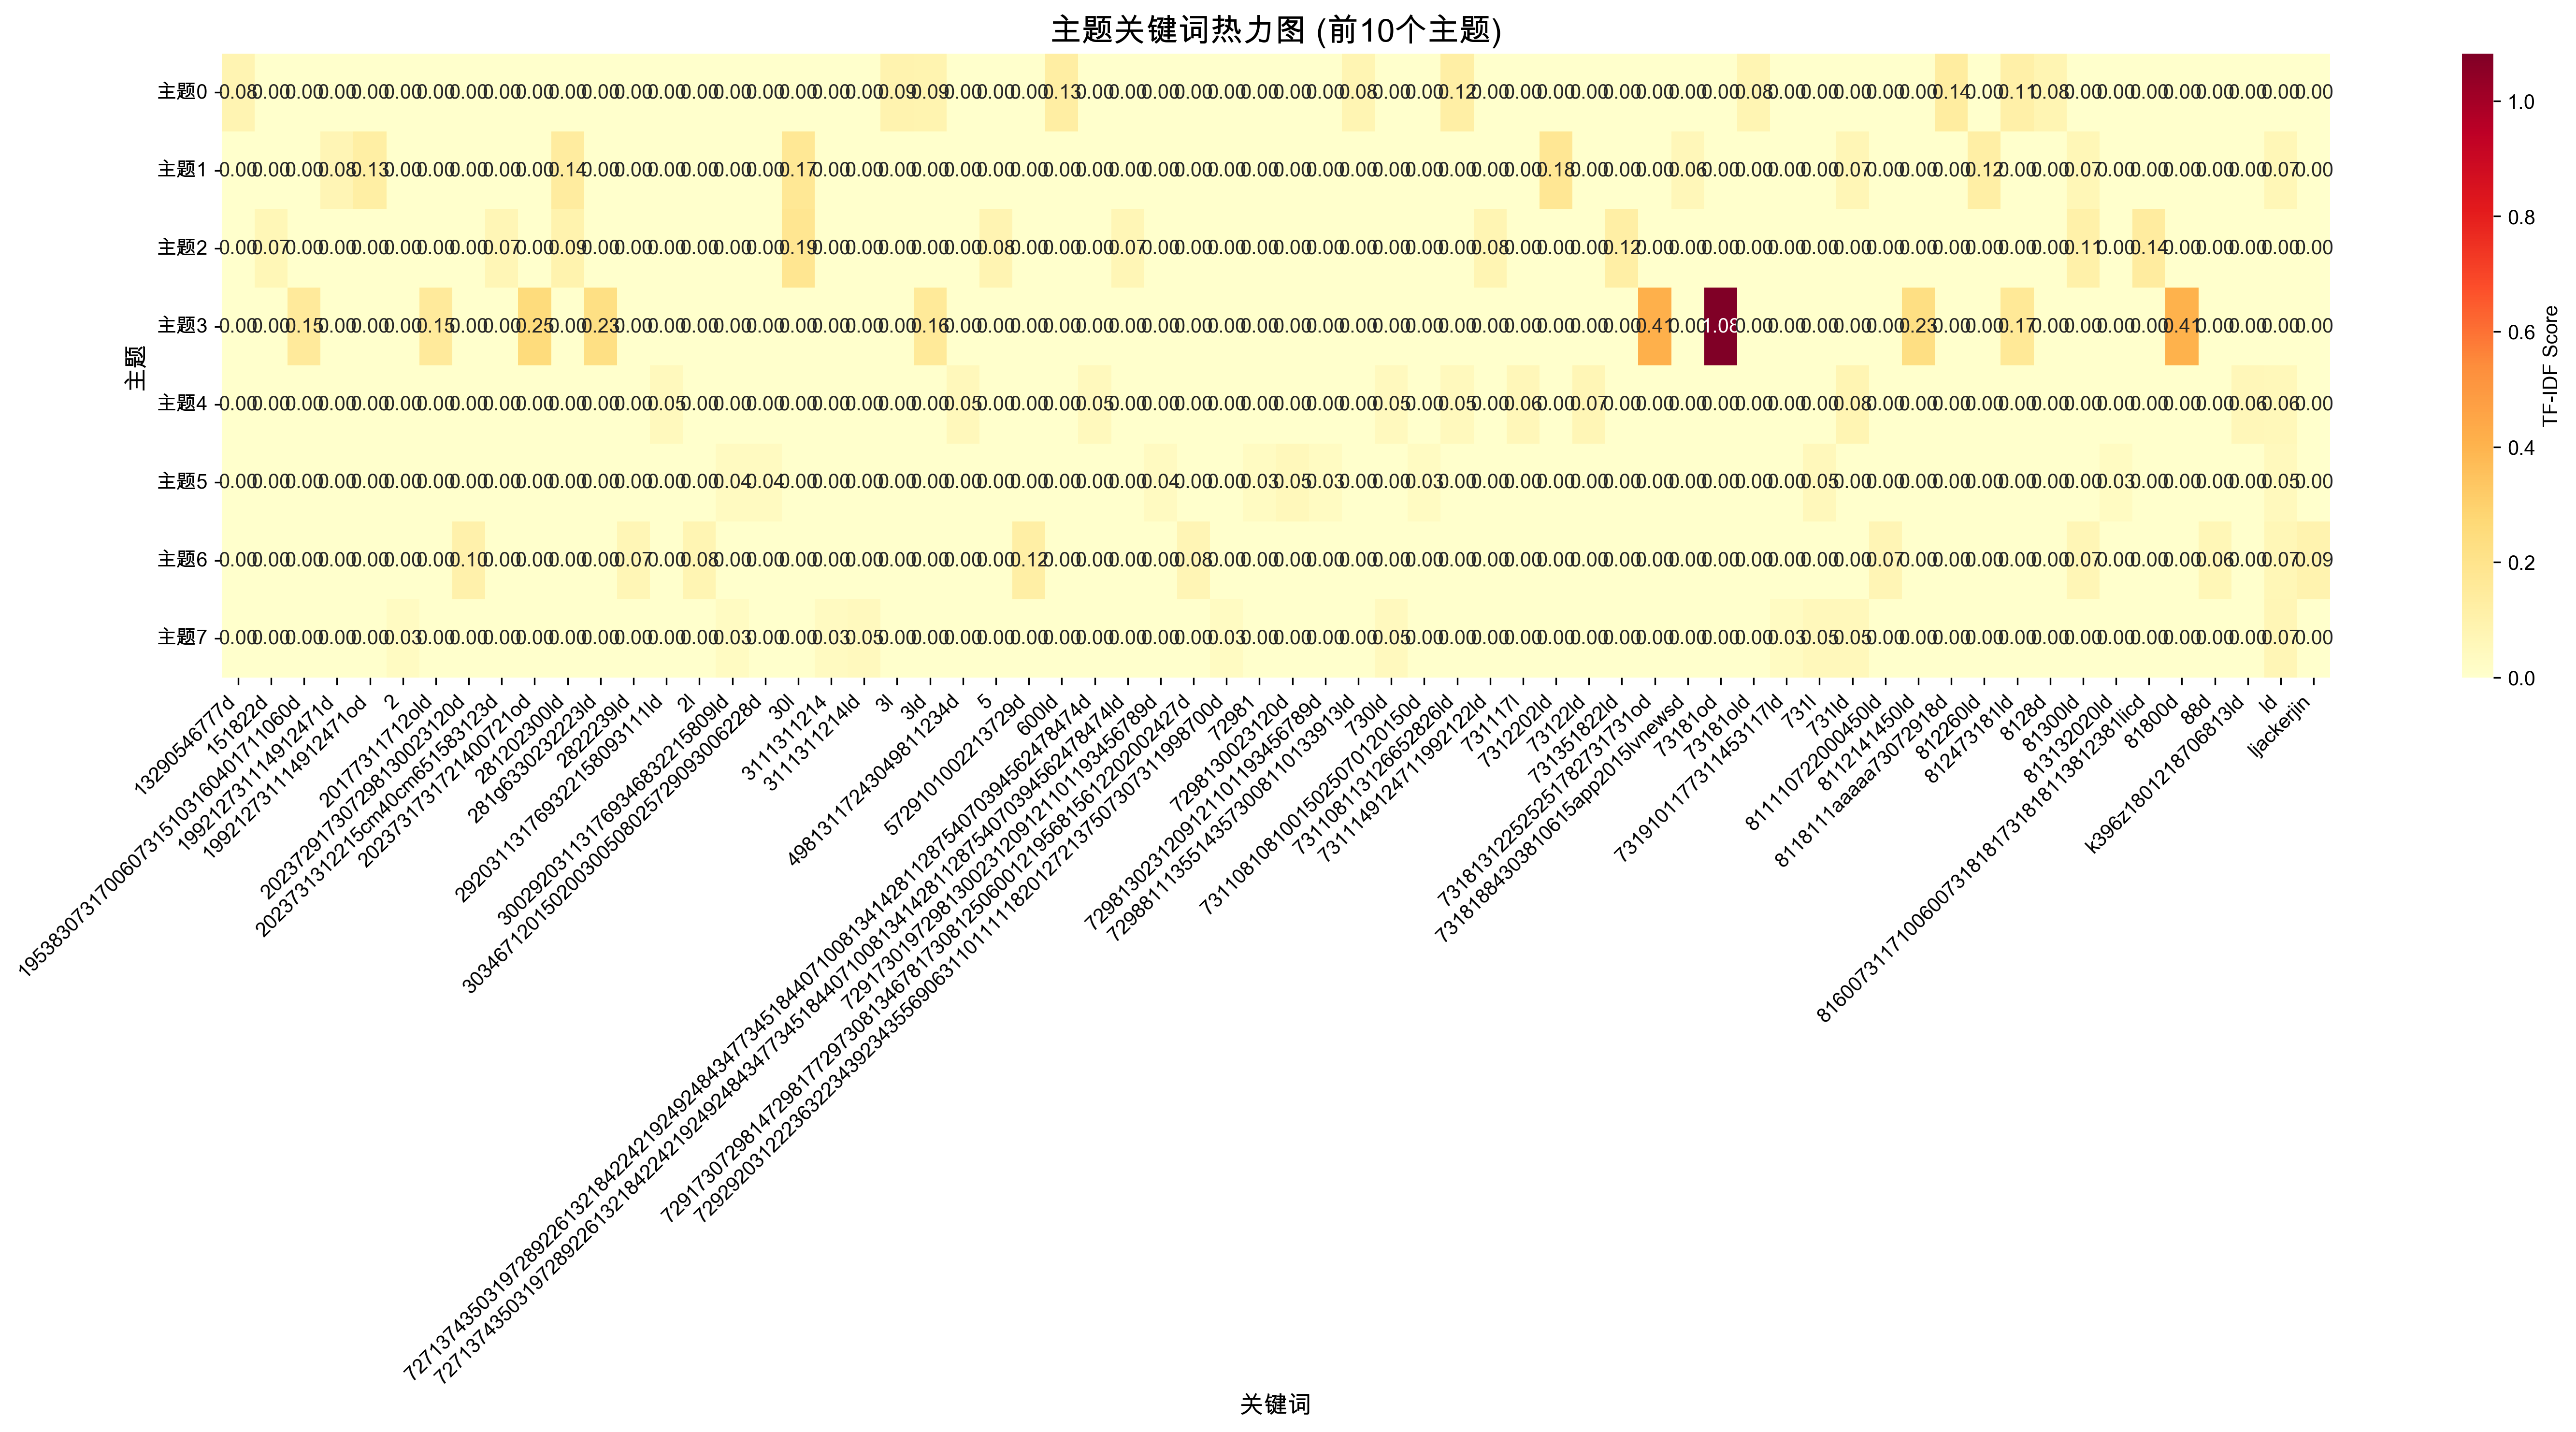 主题关键词热力图 (前10个主题)
主题0 0.08 0.00 0.00 0.00 0.00 0.00 0.00 0.00 0.00 0.00 0.00 0.00 0.00 0.00 0.00 0.00 0.00 0.00 0.00 0.00 0.09 0.09 0.00 0.00 0.00 0.13 0.00 0.00 0.00 0.00 0.00 0.00 0.00 0.00 0.08 0.00 0.00 0.12 0.00 0.00 0.00 0.00 0.00 0.00 0.00 0.00 0.08 0.00 0.00 0.00 0.00 0.00 0.14 0.00 0.11 0.08 0.00 0.00 0.00 0.00 0.00 0.00 0.00 0.00
主题1 0.00 0.00 0.00 0.08 0.13 0.00 0.00 0.00 0.00 0.00 0.14 0.00 0.00 0.00 0.00 0.00 0.00 0.17 0.00 0.00 0.00 0.00 0.00 0.00 0.00 0.00 0.00 0.00 0.00 0.00 0.00 0.00 0.00 0.00 0.00 0.00 0.00 0.00 0.00 0.00 0.18 0.00 0.00 0.00 0.06 0.00 0.00 0.00 0.00 0.07 0.00 0.00 0.00 0.12 0.00 0.00 0.07 0.00 0.00 0.00 0.00 0.00 0.07 0.00
主题2 0.00 0.07 0.00 0.00 0.00 0.00 0.00 0.00 0.07 0.00 0.09 0.00 0.00 0.00 0.00 0.00 0.00 0.19 0.00 0.00 0.00 0.00 0.00 0.08 0.00 0.00 0.00 0.07 0.00 0.00 0.00 0.00 0.00 0.00 0.00 0.00 0.00 0.00 0.08 0.00 0.00 0.00 0.12 0.00 0.00 0.00 0.00 0.00 0.00 0.00 0.00 0.00 0.00 0.00 0.00 0.00 0.11 0.00 0.14 0.00 0.00 0.00 0.00 0.00
主题3 0.00 0.00 0.15 0.00 0.00 0.00 0.15 0.00 0.00 0.25 0.00 0.23 0.00 0.00 0.00 0.00 0.00 0.00 0.00 0.00 0.00 0.16 0.00 0.00 0.00 0.00 0.00 0.00 0.00 0.00 0.00 0.00 0.00 0.00 0.00 0.00 0.00 0.00 0.00 0.00 0.00 0.00 0.00 0.41 0.00 1.08 0.00 0.00 0.00 0.00 0.00 0.23 0.00 0.00 0.17 0.00 0.00 0.00 0.00 0.41 0.00 0.00 0.00 0.00
主题4 0.00 0.00 0.00 0.00 0.00 0.00 0.00 0.00 0.00 0.00 0.00 0.00 0.00 0.05 0.00 0.00 0.00 0.00 0.00 0.00 0.00 0.00 0.05 0.00 0.00 0.00 0.05 0.00 0.00 0.00 0.00 0.00 0.00 0.00 0.00 0.05 0.00 0.05 0.00 0.06 0.00 0.07 0.00 0.00 0.00 0.00 0.00 0.00 0.00 0.08 0.00 0.00 0.00 0.00 0.00 0.00 0.00 0.00 0.00 0.00 0.00 0.06 0.06 0.00
主题5 0.00 0.00 0.00 0.00 0.00 0.00 0.00 0.00 0.00 0.00 0.00 0.00 0.00 0.00 0.00 0.04 0.04 0.00 0.00 0.00 0.00 0.00 0.00 0.00 0.00 0.00 0.00 0.00 0.04 0.00 0.00 0.03 0.05 0.03 0.00 0.00 0.03 0.00 0.00 0.00 0.00 0.00 0.00 0.00 0.00 0.00 0.00 0.00 0.05 0.00 0.00 0.00 0.00 0.00 0.00 0.00 0.00 0.03 0.00 0.00 0.00 0.00 0.05 0.00
主题6 0.00 0.00 0.00 0.00 0.00 0.00 0.00 0.10 0.00 0.00 0.00 0.00 0.07 0.00 0.08 0.00 0.00 0.00 0.00 0.00 0.00 0.00 0.00 0.00 0.12 0.00 0.00 0.00 0.00 0.08 0.00 0.00 0.00 0.00 0.00 0.00 0.00 0.00 0.00 0.00 0.00 0.00 0.00 0.00 0.00 0.00 0.00 0.00 0.00 0.00 0.07 0.00 0.00 0.00 0.00 0.00 0.07 0.00 0.00 0.00 0.06 0.00 0.07 0.09
主题7 0.00 0.00 0.00 0.00 0.00 0.03 0.00 0.00 0.00 0.00 0.00 0.00 0.00 0.00 0.00 0.03 0.00 0.00 0.03 0.05 0.00 0.00 0.00 0.00 0.00 0.00 0.00 0.00 0.00 0.00 0.03 0.00 0.00 0.00 0.00 0.05 0.00 0.00 0.00 0.00 0.00 0.00 0.00 0.00 0.00 0.00 0.00 0.03 0.05 0.05 0.00 0.00 0.00 0.00 0.00 0.00 0.00 0.00 0.00 0.00 0.00 0.00 0.07 0.00
主题
13290546777d
151822d
1992127311149124​71d
199212731114912471od
2
2017731171​12old
20237291730729813002​3120d
281202300ld
281g633023223223ld
2822239ld
2l
30l
3111311214
3111311214ld
3l
3ld
4981311724304981​1234d
5
57291010022137​29d
600ld
72981
729813002​3120d
730ld
731117l
7312202ld
73122ld
731351822ld
73181od
73181old
731l
731ld
811110722000450ld
811214141450ld
8118111aaaaa73072918d
812260ld
812473181ld
8128d
81300ld
81313202​0ld
81800d
88d
k396z180121870681​3ld
ld
ljackerjin
关键词
1.0
0.8
0.6
0.4
0.2
0.0
TF-IDF Score